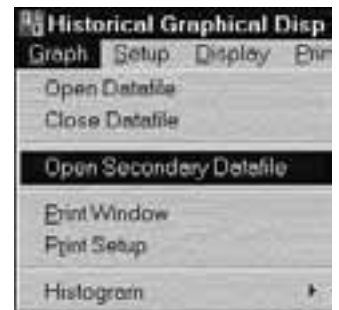 Historical Graphical Disp
Graph Setup Display Prin
Open Datafile
Close Datafile
Open Secondary Datafile
Print Window
Print Setup
Histogram